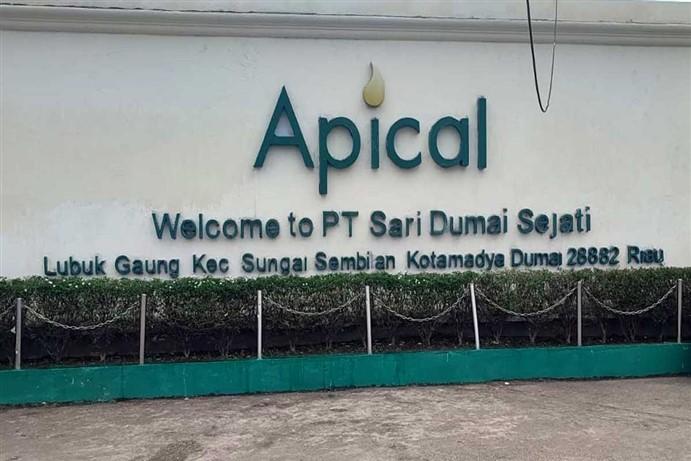 Apical
Welcome to PT Sari Dumai Sejati
Lubuk Gaung Kec Sungai Sembilan Kotamadya Dumai 28882 Riau